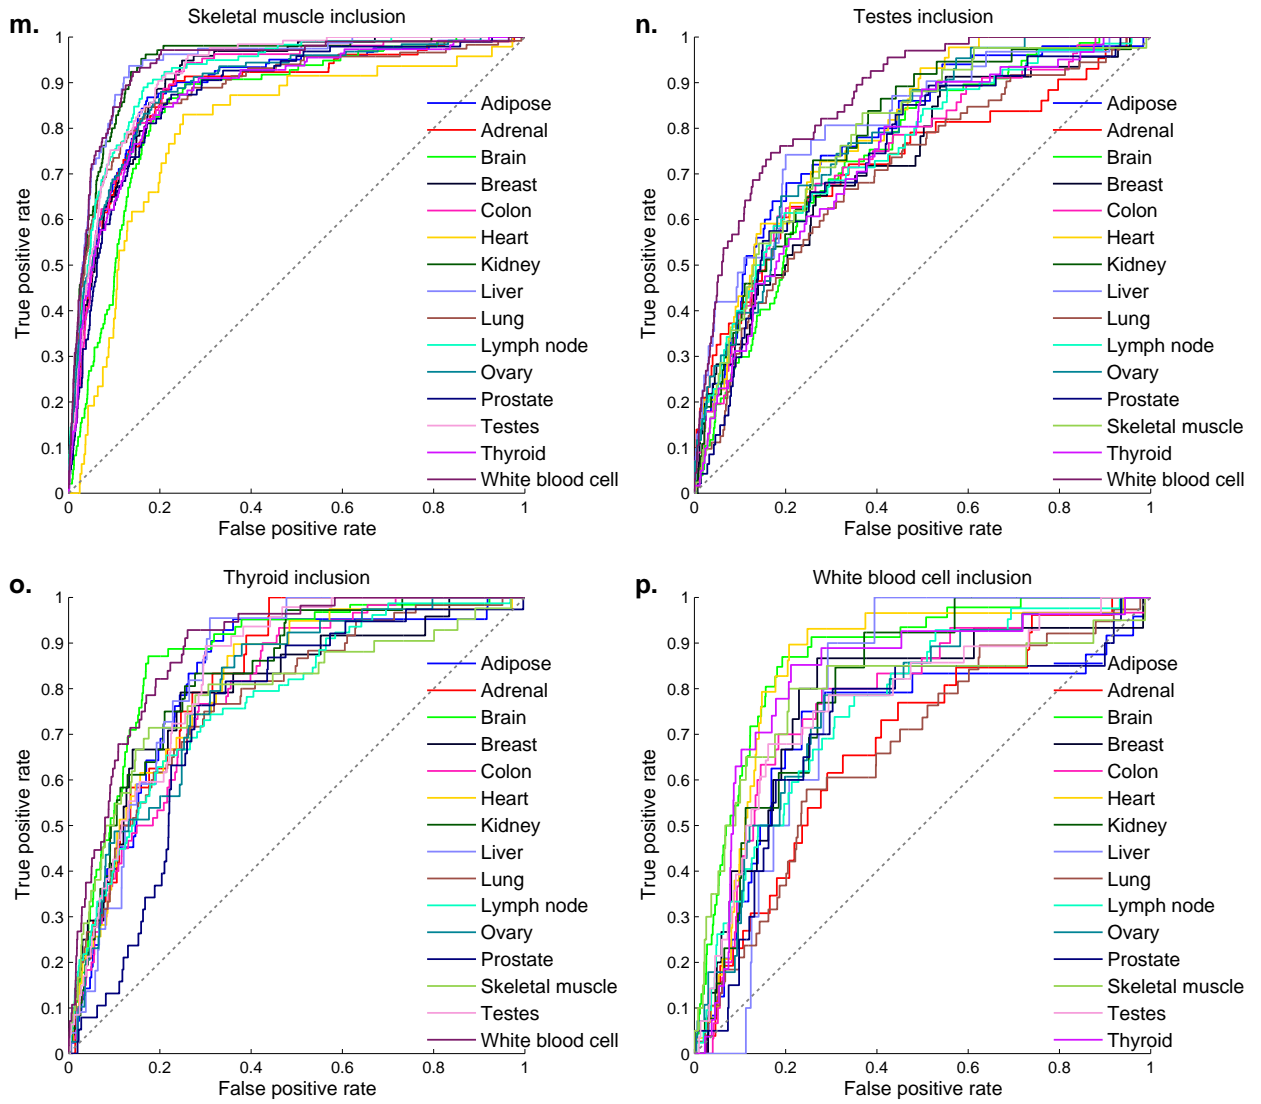 m.
Skeletal muscle inclusion
True positive rate
1
0.9
0.8
0.7
0.6
0.5
0.4
0.3
0.2
0.1
0
0
0.2
0.4
0.6
0.8
1
False positive rate
Adipose
Adrenal
Brain
Breast
Colon
Heart
Kidney
Liver
Lung
Lymph node
Ovary
Prostate
Testes
Thyroid
White blood cell
n.
Testes inclusion
True positive rate
1
0.9
0.8
0.7
0.6
0.5
0.4
0.3
0.2
0.1
0
0
0.2
0.4
0.6
0.8
1
False positive rate
Adipose
Adrenal
Brain
Breast
Colon
Heart
Kidney
Liver
Lung
Lymph node
Ovary
Prostate
Skeletal muscle
Thyroid
White blood cell
o.
Thyroid inclusion
True positive rate
1
0.9
0.8
0.7
0.6
0.5
0.4
0.3
0.2
0.1
0
0
0.2
0.4
0.6
0.8
1
False positive rate
Adipose
Adrenal
Brain
Breast
Colon
Heart
Kidney
Liver
Lung
Lymph node
Ovary
Prostate
Skeletal muscle
Testes
White blood cell
p.
White blood cell inclusion
True positive rate
1
0.9
0.8
0.7
0.6
0.5
0.4
0.3
0.2
0.1
0
0
0.2
0.4
0.6
0.8
1
False positive rate
Adipose
Adrenal
Brain
Breast
Colon
Heart
Kidney
Liver
Lung
Lymph node
Ovary
Prostate
Skeletal muscle
Testes
Thyroid